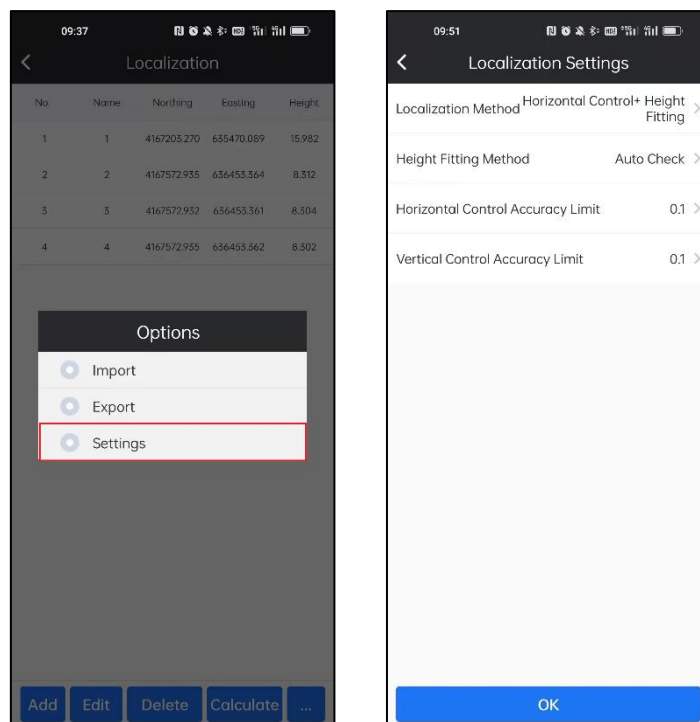 09:37
Localization
No. Name Northing Easting Height
1 1 4167203.270 635470.089 15.982
2 2 4167572.935 636453.364 8.312
3 3 4167572.932 636453.361 8.304
4 4 4167572.935 636453.362 8.302
Options
Import
Export
Settings
Add Edit Delete Calculate ...
09:51
Localization Settings
Localization Method Horizontal Control+ Height
Fitting
Height Fitting Method Auto Check
Horizontal Control Accuracy Limit 0.1
Vertical Control Accuracy Limit 0.1
OK